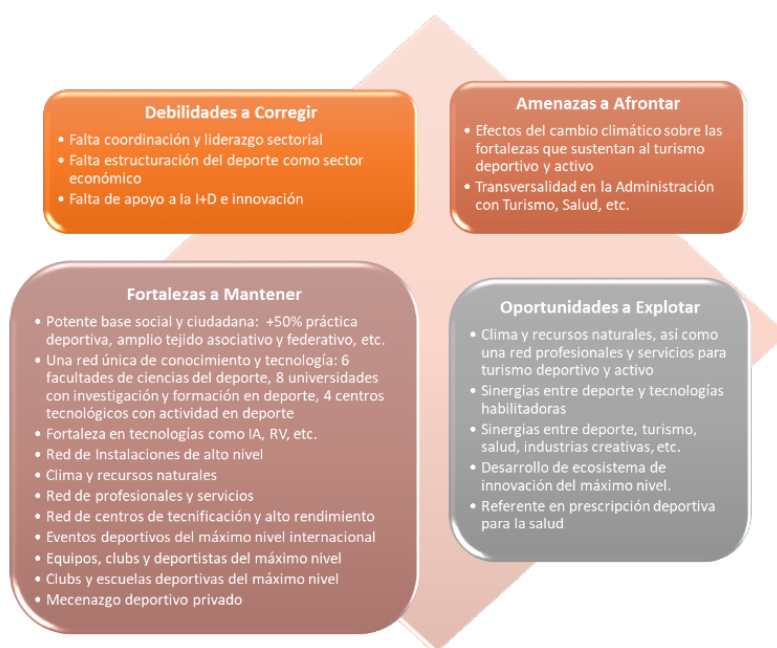 Debilidades a Corregir
• Falta coordinación y liderazgo sectorial
• Falta estructuración del deporte como sector
económico
• Falta de apoyo a la I+D e innovación
Amenazas a Afrontar
• Efectos del cambio climático sobre las
fortalezas que sustentan al turismo
deportivo y activo
• Transversalidad en la Administración
con Turismo, Salud, etc.
Fortalezas a Mantener
• Potente base social y ciudadana: +50% práctica
deportiva, amplio tejido asociativo y federativo, etc.
• Una red única de conocimiento y tecnología: 6
facultades de ciencias del deporte, 8 universidades
con investigación y formación en deporte, 4 centros
tecnológicos con actividad en deporte
• Fortaleza en tecnologías como IA, RV, etc.
• Red de Instalaciones de alto nivel
• Clima y recursos naturales
• Red de profesionales y servicios
• Red de centros de tecnificación y alto rendimiento
• Eventos deportivos del máximo nivel internacional
• Equipos, clubs y deportistas del máximo nivel
• Clubs y escuelas deportivas del máximo nivel
• Mecenazgo deportivo privado
Oportunidades a Explotar
• Clima y recursos naturales, así como
una red profesionales y servicios para
turismo deportivo y activo
• Sinergias entre deporte y tecnologías
habilitadoras
• Sinergias entre deporte, turismo,
salud, industrias creativas, etc.
• Desarrollo de ecosistema de
innovación del máximo nivel.
• Referente en prescripción deportiva
para la salud